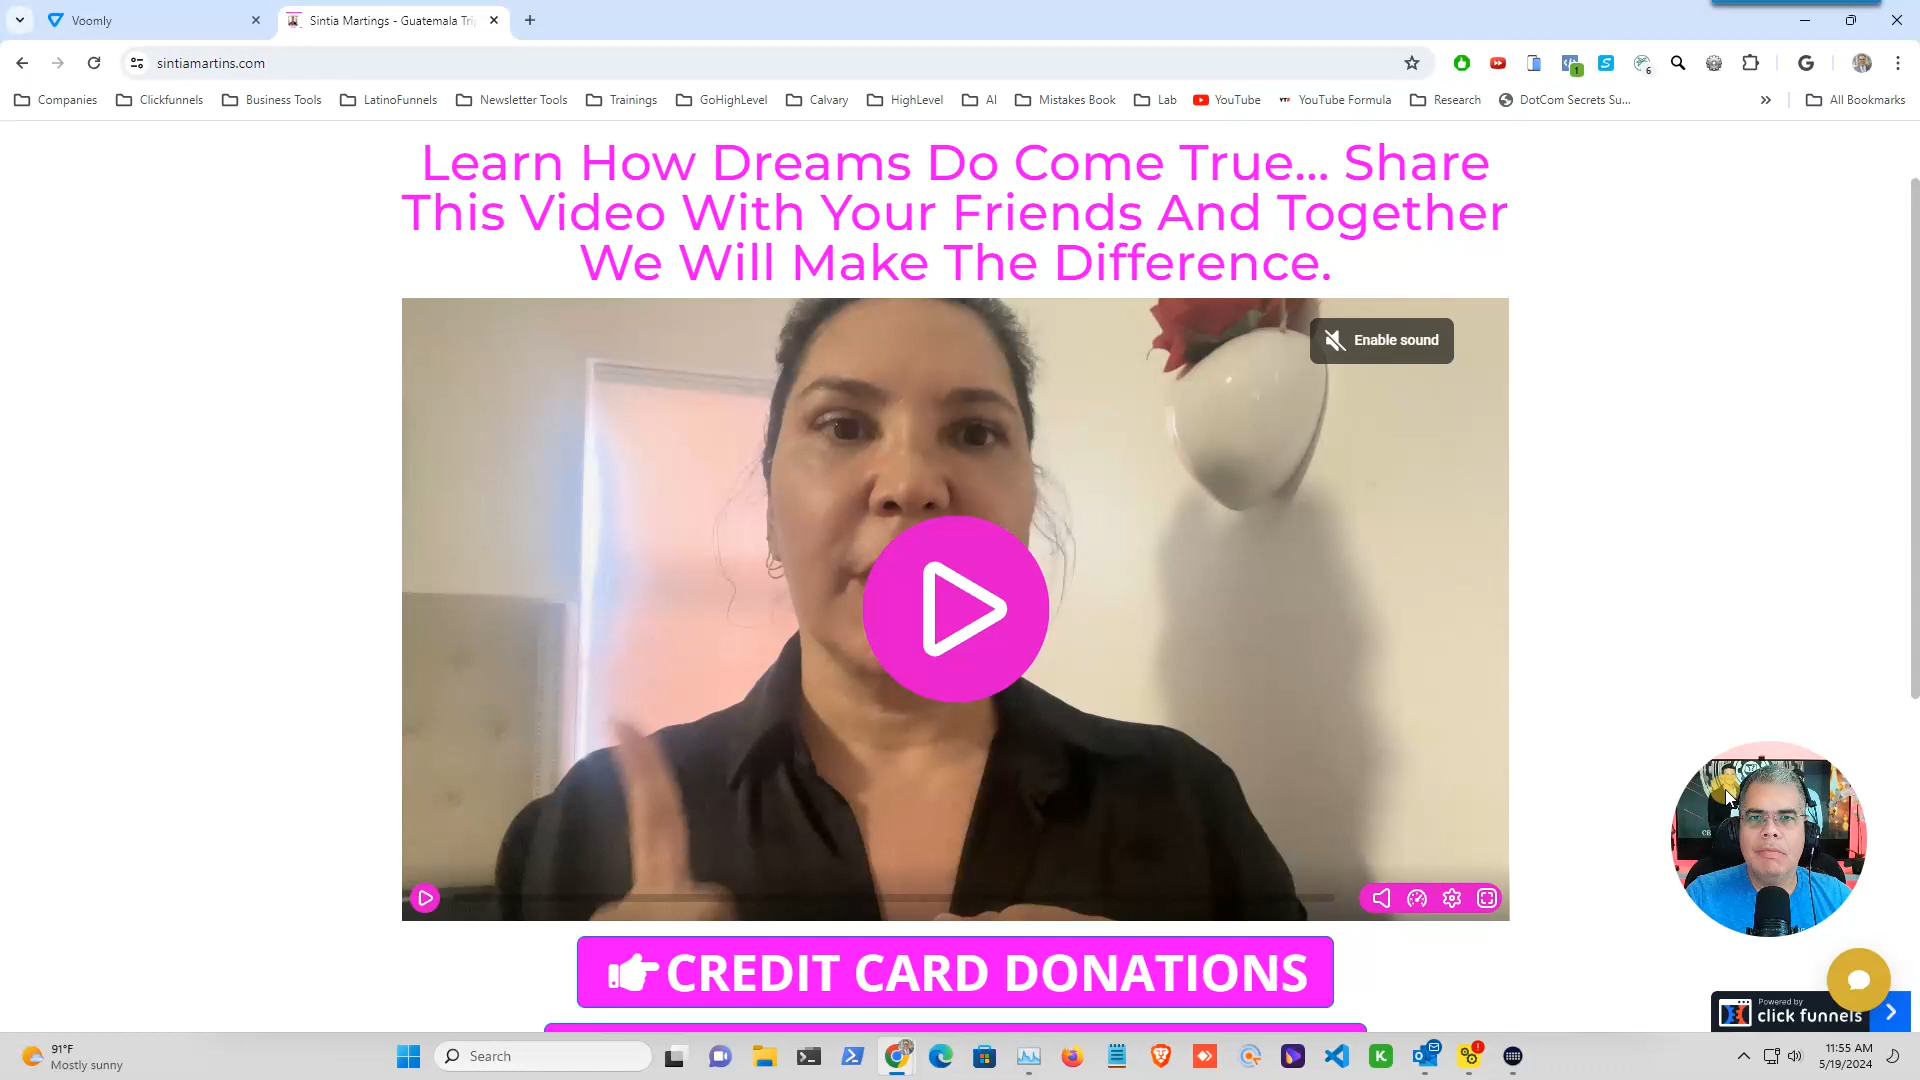 Voomly
Sintia Martings - Guatemala Tri
sintiamartins.com
1
6
Companies
Clickfunnels
Business Tools
LatinoFunnels
Newsletter Tools
Trainings
GoHighLevel
Calvary
HighLevel
AI
Mistakes Book
Lab
YouTube
YouTube Formula
Research
DotCom Secrets Su...
All Bookmarks
Learn How Dreams Do Come True... Share
This Video With Your Friends And Together
We Will Make The Difference.
Enable sound
CREDIT CARD DONATIONS
Powered by
click funnels
91°F
Mostly sunny
Search
11:55 AM
5/19/2024